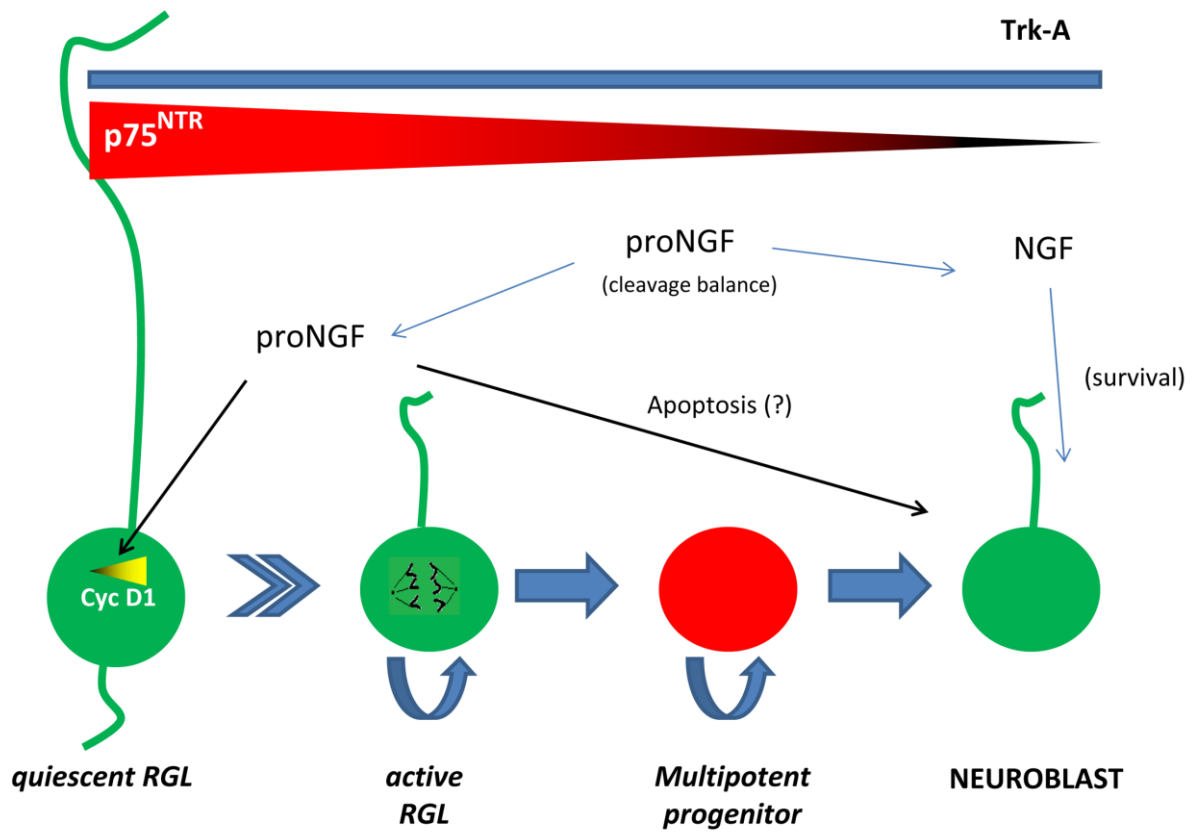 Trk-A
p75NTR
proNGF
(cleavage balance)
NGF
proNGF
(survival)
Apoptosis (?)
Cyc D1
quiescent RGL
active
RGL
Multipotent
progenitor
NEUROBLAST